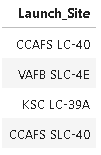 Launch_Site
CCAFS LC-40
VAFB SLC-4E
KSC LC-39A
CCAFS SLC-40